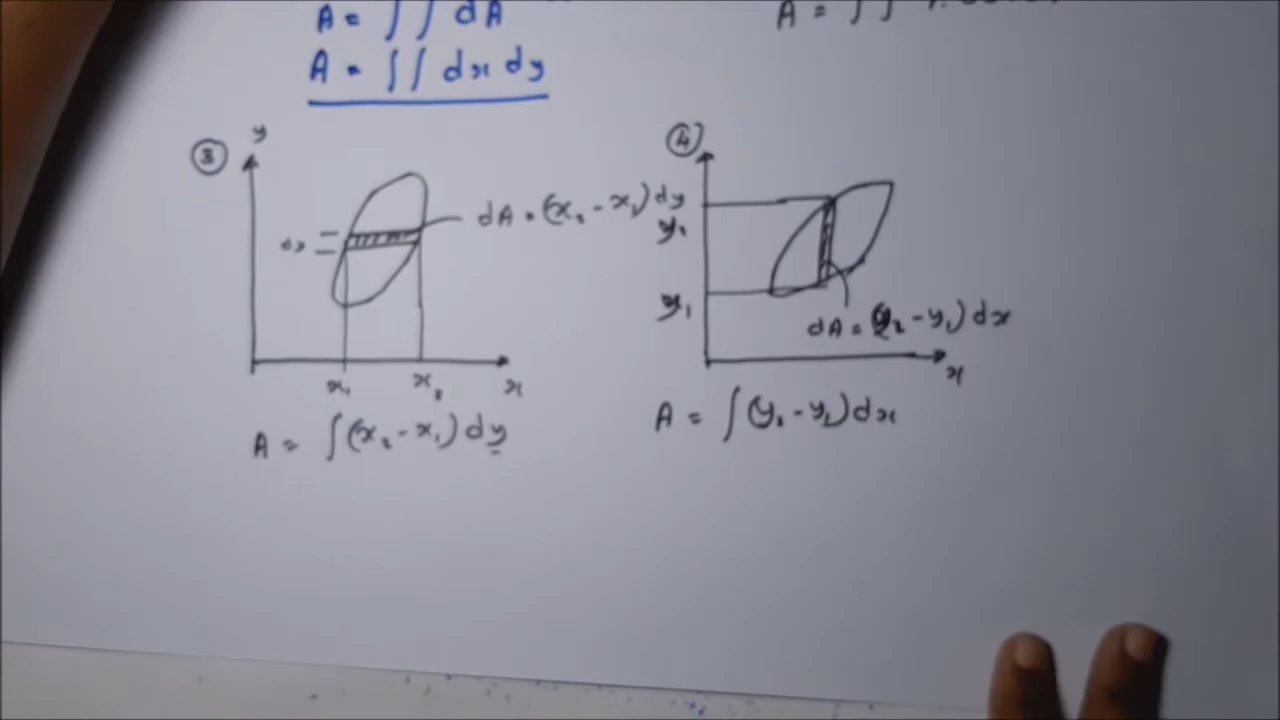 A = ∫∫ dA
A = ∫∫
A = ∫∫ dx dy
③
y
dA = (x₂ - x₁) dy
x₁
x₂
x
A = ∫(x₂ - x₁) dy
④
y₂
y₁
dA = (y₂ - y₁) dx
x
A = ∫(y₂ - y₁) dx